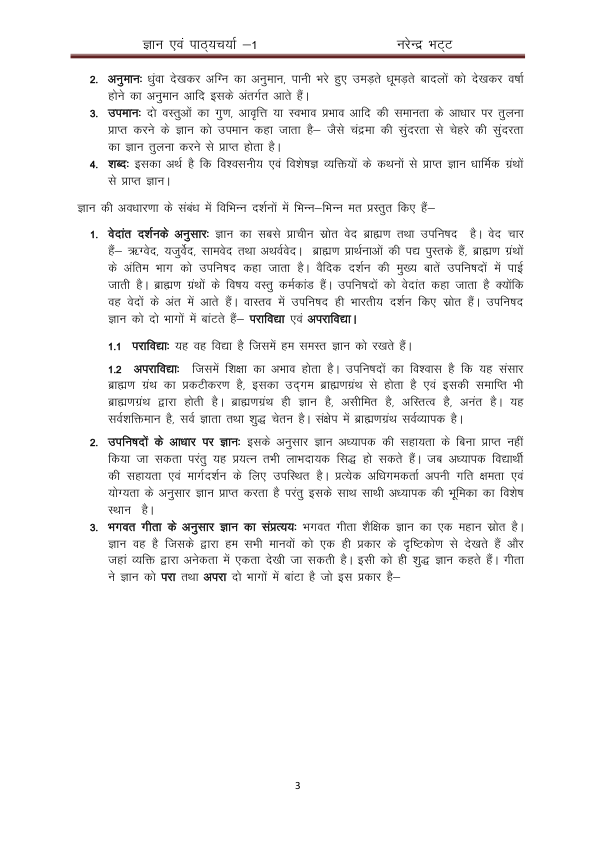 ज्ञान एवं पाठ्यचर्या –1 नरेन्द्र भट्ट
2. अनुमानः धुंवा देखकर अग्नि का अनुमान, पानी भरे हुए उमड़ते धूमड़ते बादलों को देखकर वर्षा
होने का अनुमान आदि इसके अंतर्गत आते हैं।
3. उपमानः दो वस्तुओं का गुण, आवृत्ति या स्वभाव प्रभाव आदि की समानता के आधार पर तुलना
प्राप्त करने के ज्ञान को उपमान कहा जाता है– जैसे चंद्रमा की सुंदरता से चेहरे की सुंदरता
का ज्ञान तुलना करने से प्राप्त होता है।
4. शब्दः इसका अर्थ है कि विश्वसनीय एवं विशेषज्ञ व्यक्तियों के कथनों से प्राप्त ज्ञान धार्मिक ग्रंथों
से प्राप्त ज्ञान।
ज्ञान की अवधारणा के संबंध में विभिन्न दर्शनों में भिन्न–भिन्न मत प्रस्तुत किए हैं–
1. वेदांत दर्शनके अनुसारः ज्ञान का सबसे प्राचीन स्रोत वेद ब्राह्मण तथा उपनिषद है। वेद चार
हैं– ऋग्वेद, यजुर्वेद, सामवेद तथा अथर्ववेद। ब्राह्मण प्रार्थनाओं की पद्य पुस्तके हैं, ब्राह्मण ग्रंथों
के अंतिम भाग को उपनिषद कहा जाता है। वैदिक दर्शन की मुख्य बातें उपनिषदों में पाई
जाती है। ब्राह्मण ग्रंथों के विषय वस्तु कर्मकांड हैं। उपनिषदों को वेदांत कहा जाता है क्योंकि
वह वेदों के अंत में आते हैं। वास्तव में उपनिषद ही भारतीय दर्शन किए स्रोत हैं। उपनिषद
ज्ञान को दो भागों में बांटते हैं– पराविद्या एवं अपराविद्या।
1.1 पराविद्याः यह वह विद्या है जिसमें हम समस्त ज्ञान को रखते हैं।
1.2 अपराविद्याः जिसमें शिक्षा का अभाव होता है। उपनिषदों का विश्वास है कि यह संसार
ब्राह्मण ग्रंथ का प्रकटीकरण है, इसका उद्गम ब्राह्मणग्रंथ से होता है एवं इसकी समाप्ति भी
ब्राह्मणग्रंथ द्वारा होती है। ब्राह्मणग्रंथ ही ज्ञान है, असीमित है, अस्तित्व है, अनंत है। यह
सर्वशक्तिमान है, सर्व ज्ञाता तथा शुद्ध चेतन है। संक्षेप में ब्राह्मणग्रंथ सर्वव्यापक है।
2. उपनिषदों के आधार पर ज्ञानः इसके अनुसार ज्ञान अध्यापक की सहायता के बिना प्राप्त नहीं
किया जा सकता परंतु यह प्रयत्न तभी लाभदायक सिद्ध हो सकते हैं। जब अध्यापक विद्यार्थी
की सहायता एवं मार्गदर्शन के लिए उपस्थित है। प्रत्येक अधिगमकर्ता अपनी गति क्षमता एवं
योग्यता के अनुसार ज्ञान प्राप्त करता है परंतु इसके साथ साथी अध्यापक की भूमिका का विशेष
स्थान है।
3. भगवत गीता के अनुसार ज्ञान का संप्रत्ययः भगवत गीता शैक्षिक ज्ञान का एक महान स्रोत है।
ज्ञान वह है जिसके द्वारा हम सभी मानवों को एक ही प्रकार के दृष्टिकोण से देखते हैं और
जहां व्यक्ति द्वारा अनेकता में एकता देखी जा सकती है। इसी को ही शुद्ध ज्ञान कहते हैं। गीता
ने ज्ञान को परा तथा अपरा दो भागों में बांटा है जो इस प्रकार है–
3